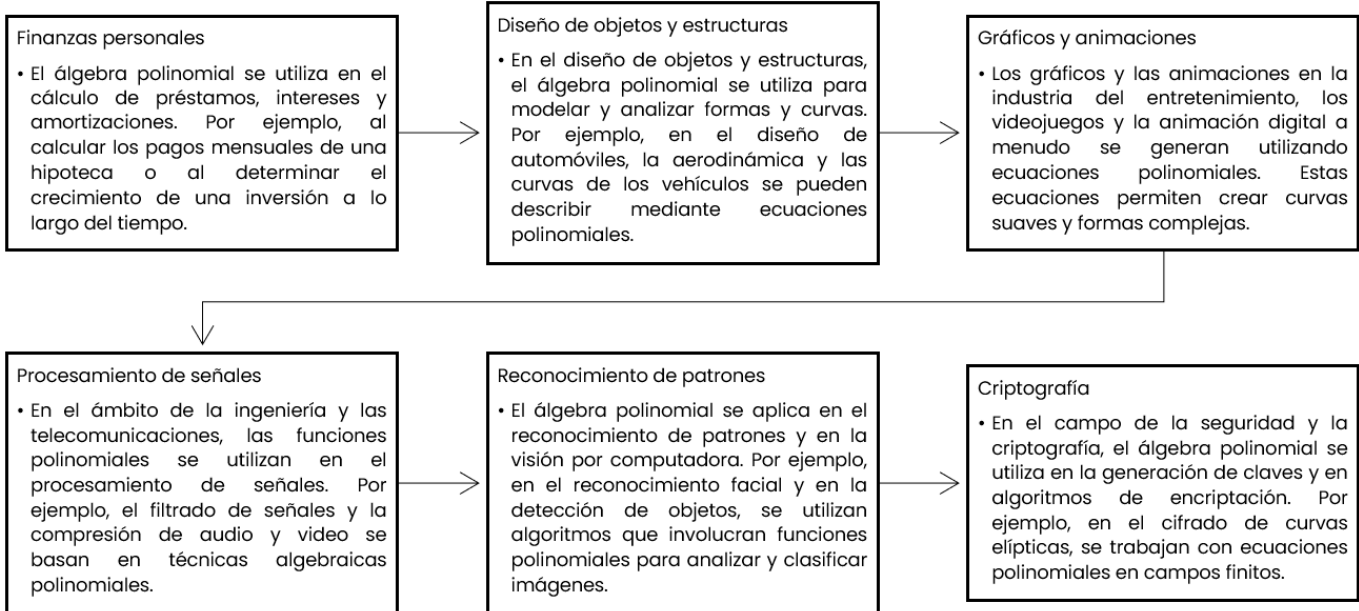 Finanzas personales
• El álgebra polinomial se utiliza en el
cálculo de préstamos, intereses y
amortizaciones. Por ejemplo, al
calcular los pagos mensuales de una
hipoteca o al determinar el
crecimiento de una inversión a lo
largo del tiempo.
Diseño de objetos y estructuras
• En el diseño de objetos y estructuras,
el álgebra polinomial se utiliza para
modelar y analizar formas y curvas.
Por ejemplo, en el diseño de
automóviles, la aerodinámica y las
curvas de los vehículos se pueden
describir mediante ecuaciones
polinomiales.
Gráficos y animaciones
• Los gráficos y las animaciones en la
industria del entretenimiento, los
videojuegos y la animación digital a
menudo se generan utilizando
ecuaciones polinomiales. Estas
ecuaciones permiten crear curvas
suaves y formas complejas.
Procesamiento de señales
• En el ámbito de la ingeniería y las
telecomunicaciones, las funciones
polinomiales se utilizan en el
procesamiento de señales. Por
ejemplo, el filtrado de señales y la
compresión de audio y video se
basan en técnicas algebraicas
polinomiales.
Reconocimiento de patrones
• El álgebra polinomial se aplica en el
reconocimiento de patrones y en la
visión por computadora. Por ejemplo,
en el reconocimiento facial y en la
detección de objetos, se utilizan
algoritmos que involucran funciones
polinomiales para analizar y clasificar
imágenes.
Criptografía
• En el campo de la seguridad y la
criptografía, el álgebra polinomial se
utiliza en la generación de claves y en
algoritmos de encriptación. Por
ejemplo, en el cifrado de curvas
elípticas, se trabajan con ecuaciones
polinomiales en campos finitos.